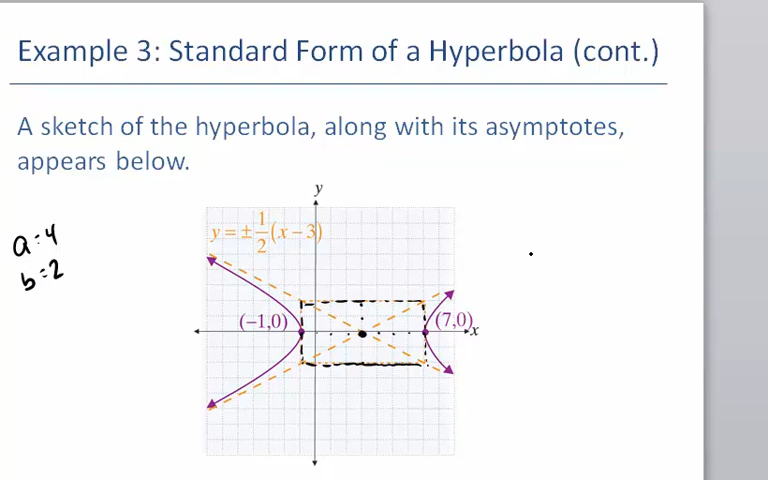 Example 3: Standard Form of a Hyperbola (cont.)
A sketch of the hyperbola, along with its asymptotes,
appears below.
y
a=4
y = ± 1/2 (x − 3)
b=2
(−1,0)
(7,0)
x